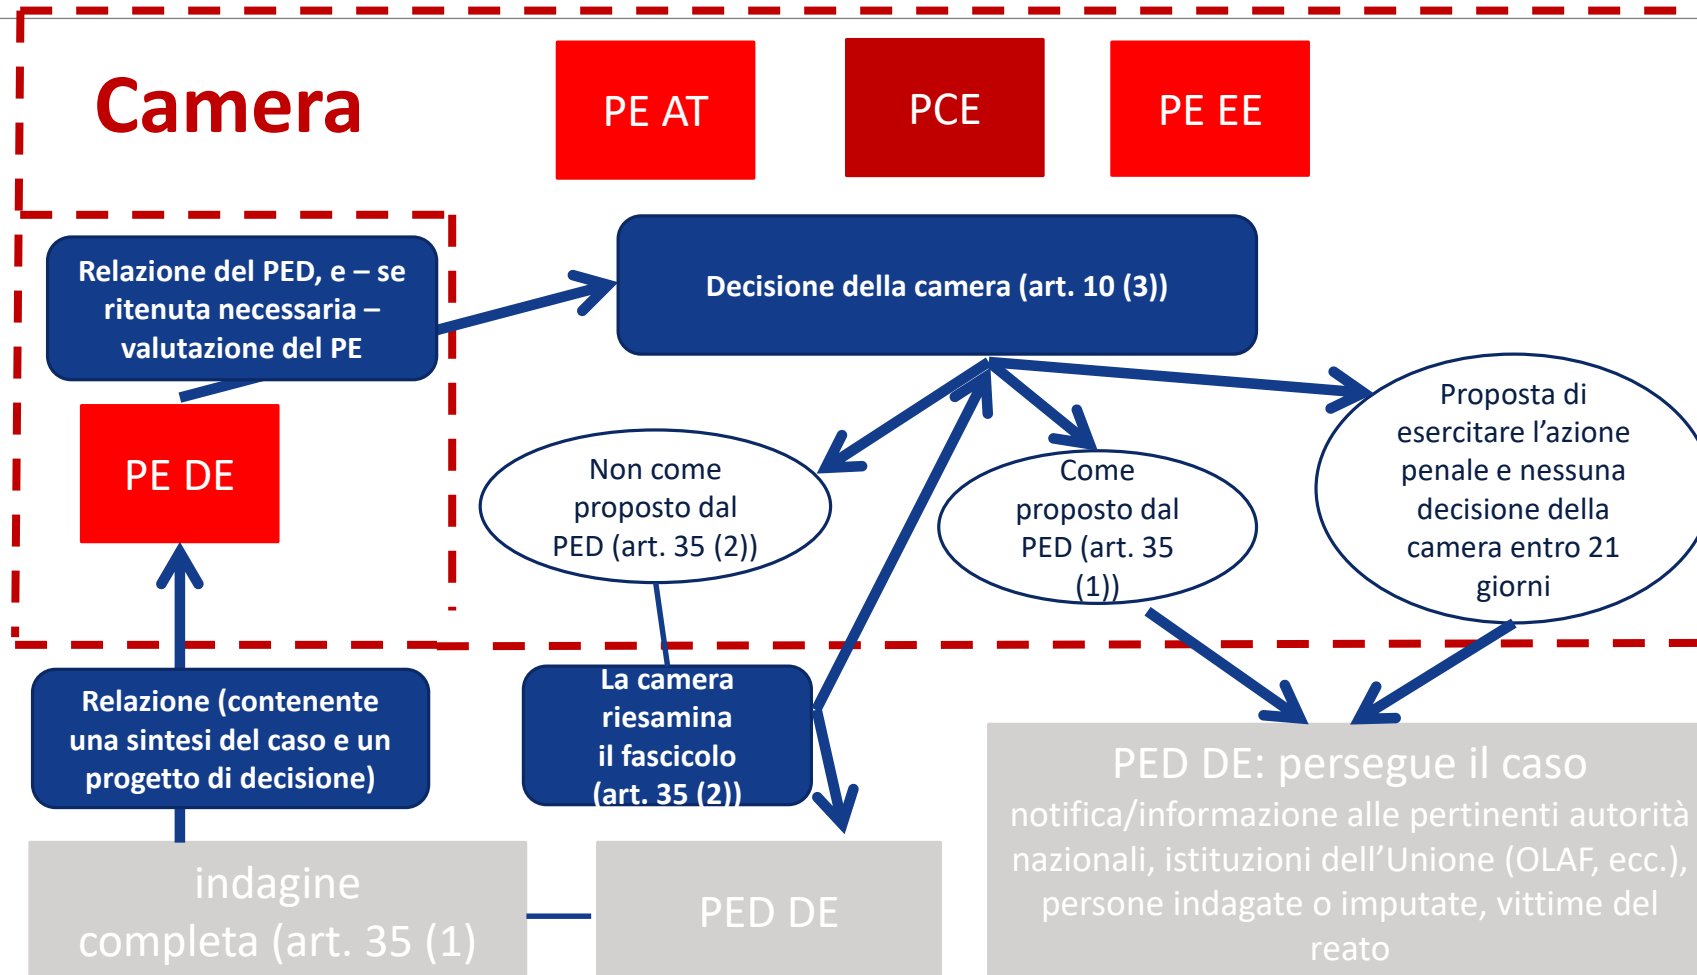 Camera
PE AT
PCE
PE EE
Relazione del PED, e – se
ritenuta necessaria –
valutazione del PE
Decisione della camera (art. 10 (3))
PE DE
Non come
proposto dal
PED (art. 35 (2))
Come
proposto dal
PED (art. 35
(1))
Proposta di
esercitare l’azione
penale e nessuna
decisione della
camera entro 21
giorni
Relazione (contenente
una sintesi del caso e un
progetto di decisione)
La camera
riesamina
il fascicolo
(art. 35 (2))
indagine
completa (art. 35 (1)
PED DE
PED DE: persegue il caso
notifica/informazione alle pertinenti autorità
nazionali, istituzioni dell’Unione (OLAF, ecc.),
persone indagate o imputate, vittime del
reato